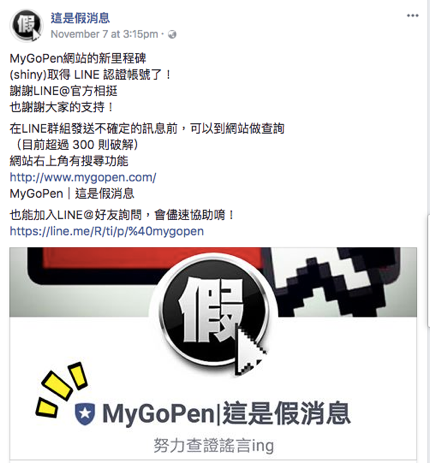 假
這是假消息
November 7 at 3:15pm ·
MyGoPen網站的新里程碑
(shiny)取得 LINE 認證帳號了！
謝謝LINE@官方相挺
也謝謝大家的支持！
在LINE群組發送不確定的訊息前，可以到網站做查詢
（目前超過 300 則破解）
網站右上角有搜尋功能
http://www.mygopen.com/
MyGoPen｜這是假消息
也能加入LINE@好友詢問，會儘速協助唷！
https://line.me/R/ti/p/%40mygopen
假
MyGoPen|這是假消息
努力查證謠言ing